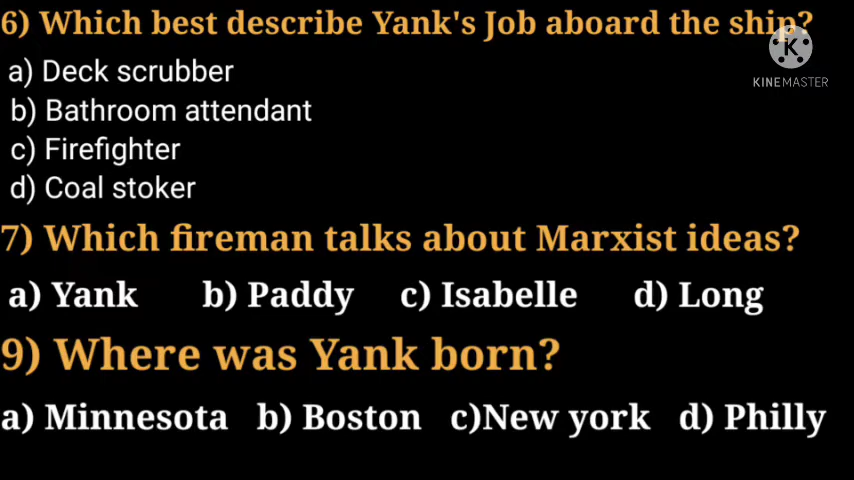 6) Which best describe Yank's Job aboard the ship?
K
KINEMASTER
a) Deck scrubber
b) Bathroom attendant
c) Firefighter
d) Coal stoker
7) Which fireman talks about Marxist ideas?
a) Yank b) Paddy c) Isabelle d) Long
9) Where was Yank born?
a) Minnesota b) Boston c)New york d) Philly